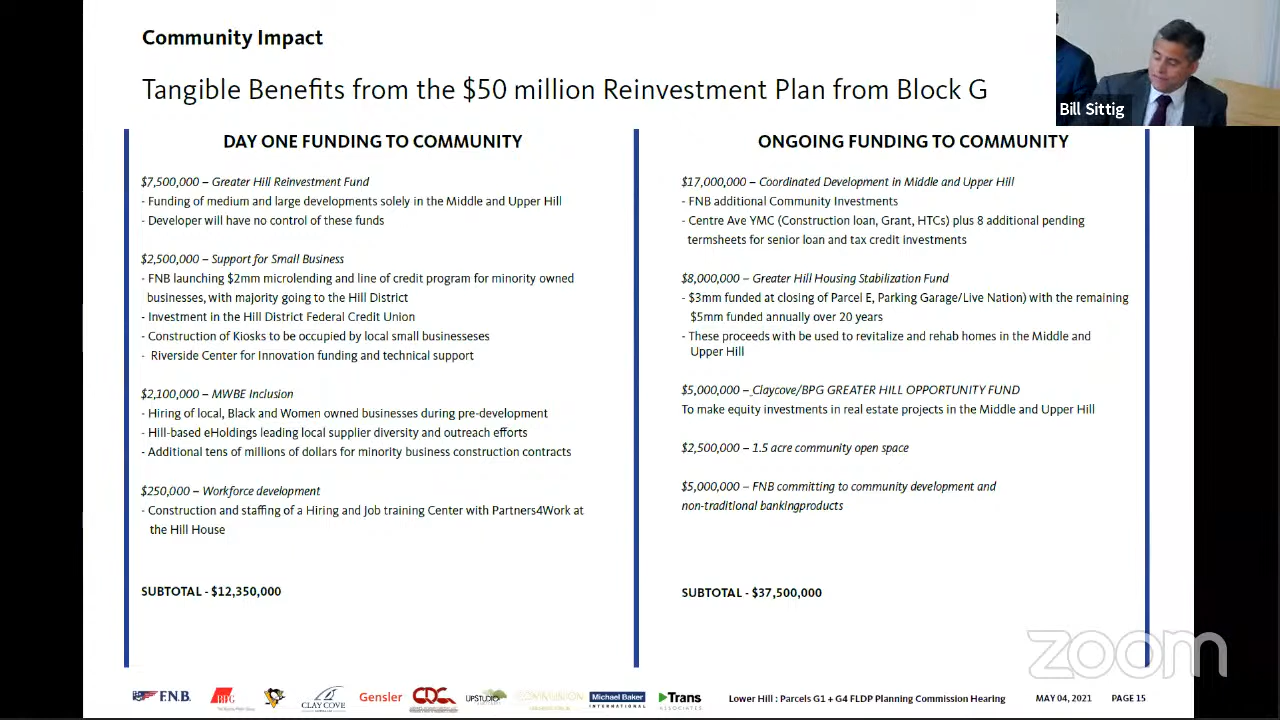 Community Impact
Tangible Benefits from the $50 million Reinvestment Plan from Block G
Bill Sittig
DAY ONE FUNDING TO COMMUNITY
$7,500,000 – Greater Hill Reinvestment Fund
- Funding of medium and large developments solely in the Middle and Upper Hill
- Developer will have no control of these funds
$2,500,000 – Support for Small Business
- FNB launching $2mm microlending and line of credit program for minority owned
businesses, with majority going to the Hill District
- Investment in the Hill District Federal Credit Union
- Construction of Kiosks to be occupied by local small businesseses
- Riverside Center for Innovation funding and technical support
$2,100,000 – MWBE Inclusion
- Hiring of local, Black and Women owned businesses during pre-development
- Hill-based eHoldings leading local supplier diversity and outreach efforts
- Additional tens of millions of dollars for minority business construction contracts
$250,000 – Workforce development
- Construction and staffing of a Hiring and Job training Center with Partners4Work at
the Hill House
SUBTOTAL - $12,350,000
ONGOING FUNDING TO COMMUNITY
$17,000,000 – Coordinated Development in Middle and Upper Hill
- FNB additional Community Investments
- Centre Ave YMC (Construction loan, Grant, HTCs) plus 8 additional pending
termsheets for senior loan and tax credit investments
$8,000,000 – Greater Hill Housing Stabilization Fund
- $3mm funded at closing of Parcel E, Parking Garage/Live Nation) with the remaining
$5mm funded annually over 20 years
- These proceeds with be used to revitalize and rehab homes in the Middle and
Upper Hill
$5,000,000 – Claycove/BPG GREATER HILL OPPORTUNITY FUND
To make equity investments in real estate projects in the Middle and Upper Hill
$2,500,000 – 1.5 acre community open space
$5,000,000 – FNB committing to community development and
non-traditional bankingproducts
SUBTOTAL - $37,500,000
zoom
F.N.B.
BPG
CLAY COVE
Gensler
CDC
UPSTUDIO
Michael Baker
INTERNATIONAL
Trans
ASSOCIATES
Lower Hill : Parcels G1 + G4 FLDP Planning Commission Hearing
MAY 04, 2021
PAGE 15